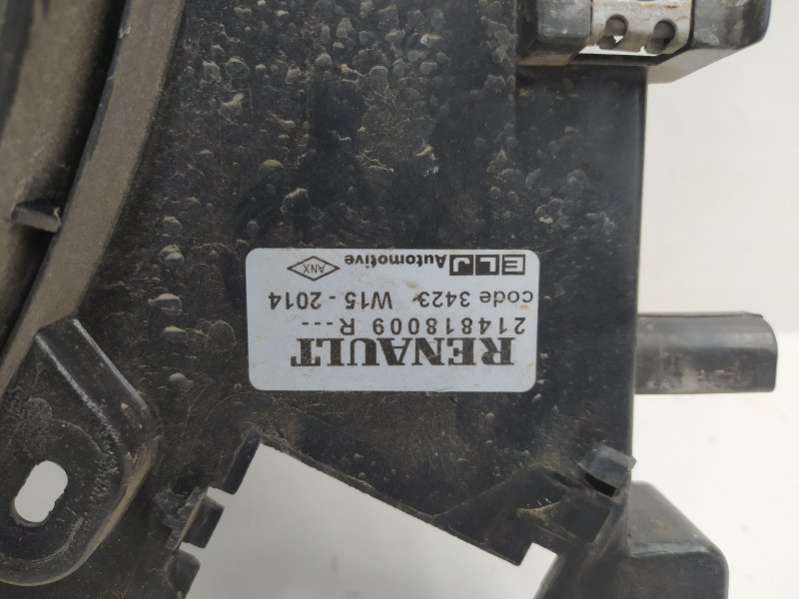 RENAULT
214818009 R---
code 3423 W15 - 2014
ELJ Automotive ANX